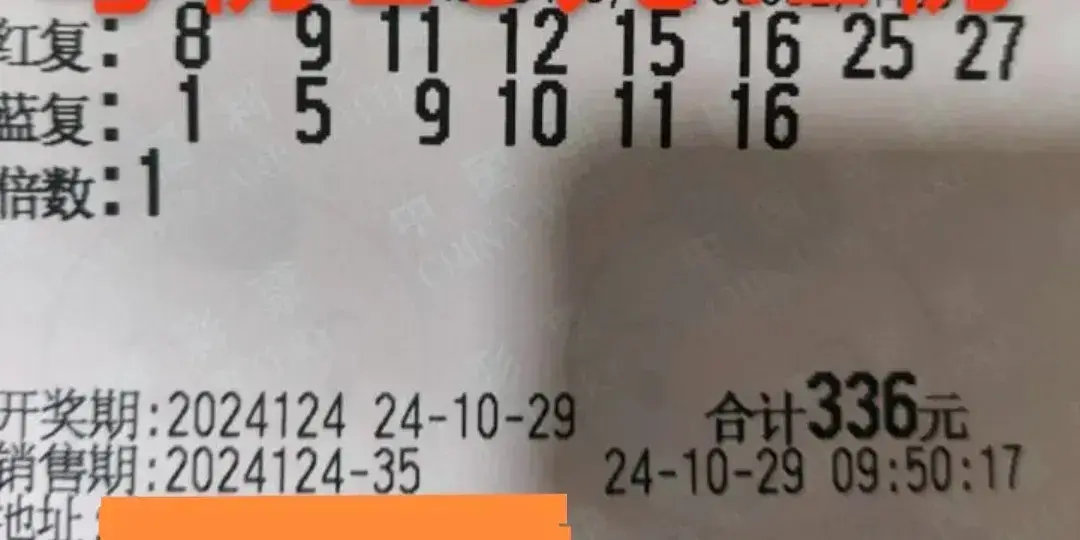 红复: 8 9 11 12 15 16 25 27
蓝复: 1 5 9 10 11 16
倍数:1
开奖期:2024124 24-10-29 合计336元
销售期:2024124-35 24-10-29 09:50:17
地址: